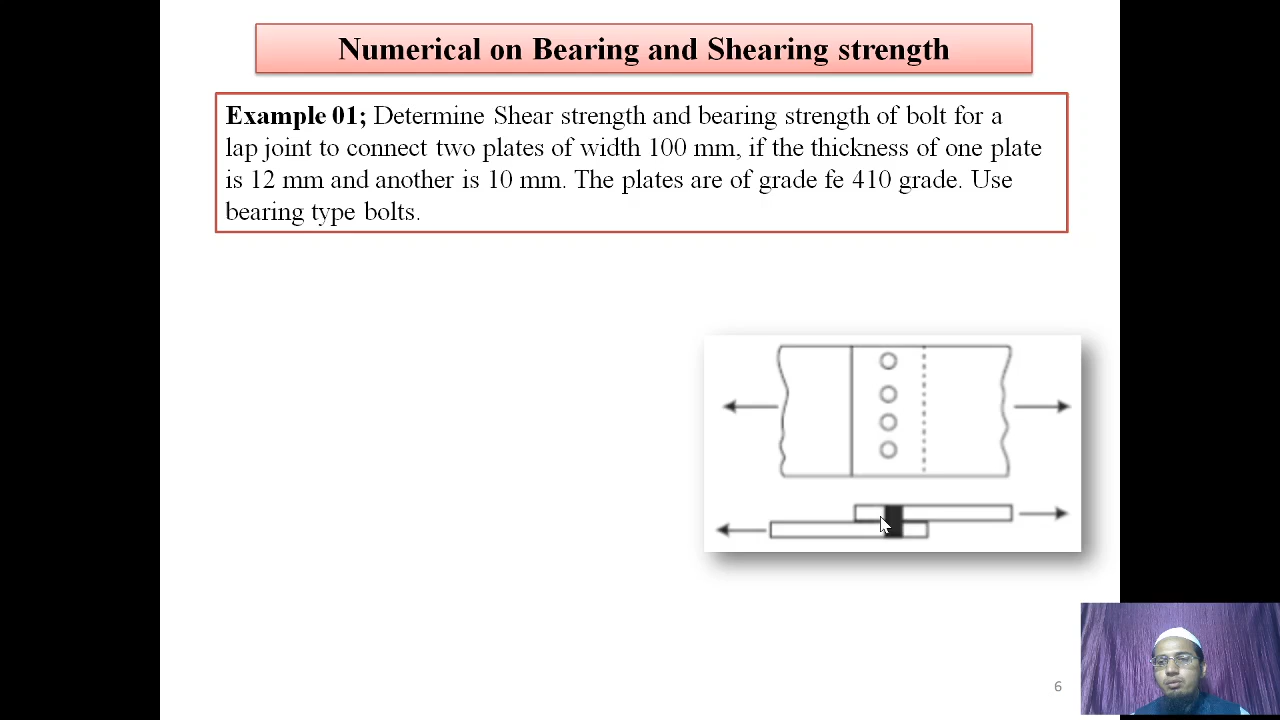 Numerical on Bearing and Shearing strength
Example 01; Determine Shear strength and bearing strength of bolt for a
lap joint to connect two plates of width 100 mm, if the thickness of one plate
is 12 mm and another is 10 mm. The plates are of grade fe 410 grade. Use
bearing type bolts.
6